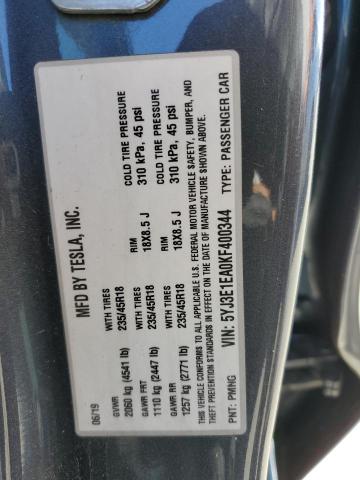 MFD BY TESLA, INC.
06/19
GVWR
2060 kg (4541 lb)
GAWR FRT WITH TIRES RIM COLD TIRE PRESSURE
1110 kg (2447 lb) 235/45R18 18X8.5 J 310 kPa, 45 psi
GAWR RR WITH TIRES RIM COLD TIRE PRESSURE
1257 kg (2771 lb) 235/45R18 18X8.5 J 310 kPa, 45 psi
THIS VEHICLE CONFORMS TO ALL APPLICABLE U.S. FEDERAL MOTOR VEHICLE SAFETY, BUMPER, AND
THEFT PREVENTION STANDARDS IN EFFECT ON THE DATE OF MANUFACTURE SHOWN ABOVE.
VIN: 5YJ3E1EA0KF400344
PNT: PMNG TYPE: PASSENGER CAR